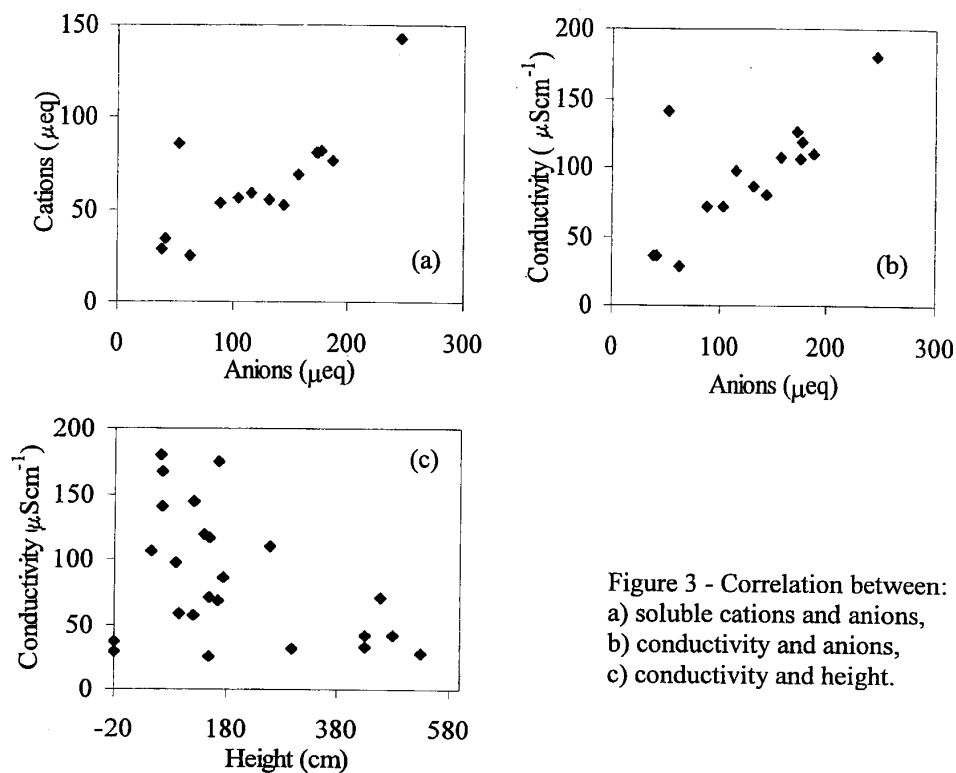 150
100
50
0
Cations (μeq)
(a)
0 100 200 300
Anions (μeq)
200
150
100
50
0
Conductivity ( μScm⁻¹)
(b)
0 100 200 300
Anions (μeq)
200
150
100
50
0
Conductivity (μScm⁻¹)
(c)
-20 180 380 580
Height (cm)
Figure 3 - Correlation between:
a) soluble cations and anions,
b) conductivity and anions,
c) conductivity and height.